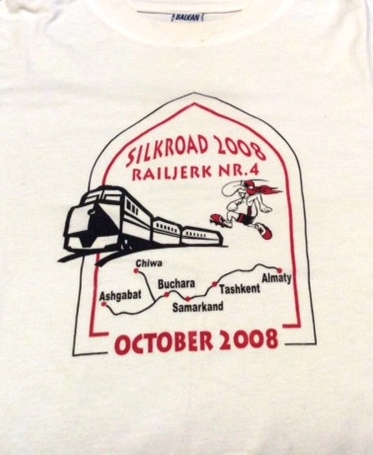 BALKAN
SILKROAD 2008
RAILJERK NR.4
Chiwa
Ashgabat
Buchara
Samarkand
Tashkent
Almaty
OCTOBER 2008